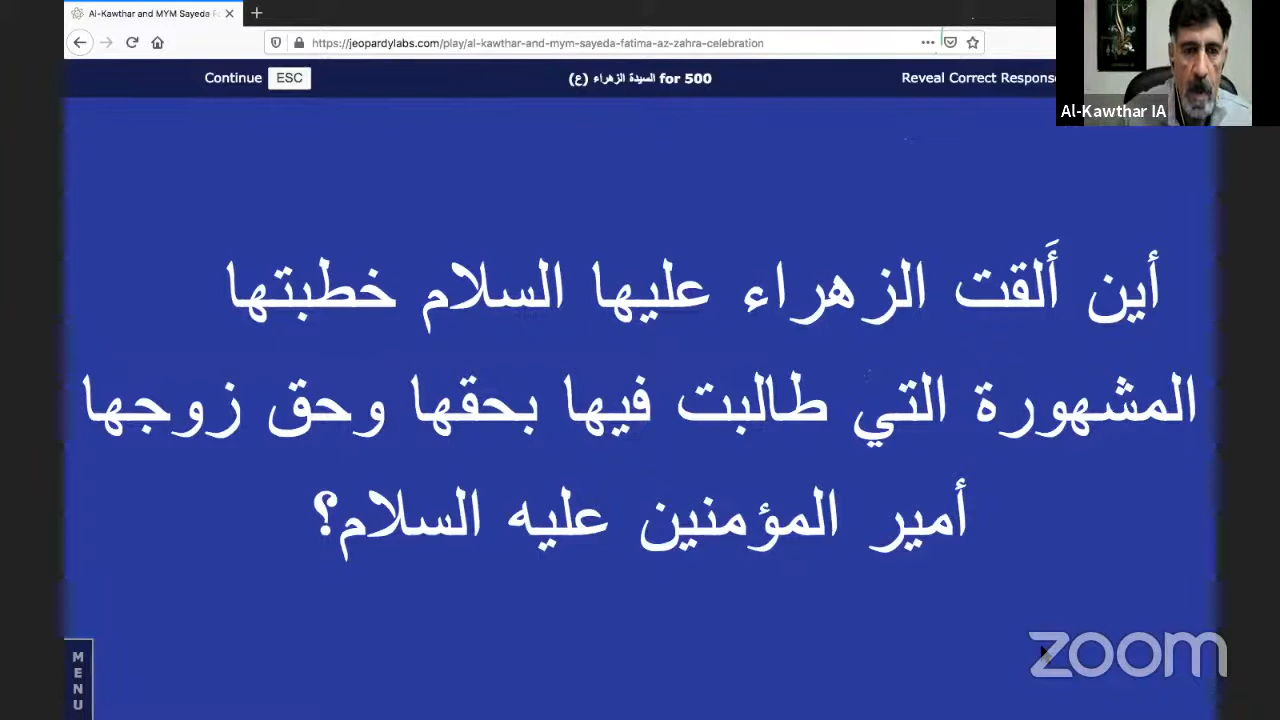 Al-Kawthar and MYM Sayeda Fa
https://jeopardylabs.com/play/al-kawthar-and-mym-sayeda-fatima-az-zahra-celebration
Continue ESC
السيدة الزهراء (ع) for 500
Reveal Correct Response
Al-Kawthar IA
أين أَلقت الزهراء عليها السلام خطبتها
المشهورة التي طالبت فيها بحقها وحق زوجها
أمير المؤمنين عليه السلام؟
MENU
zoom